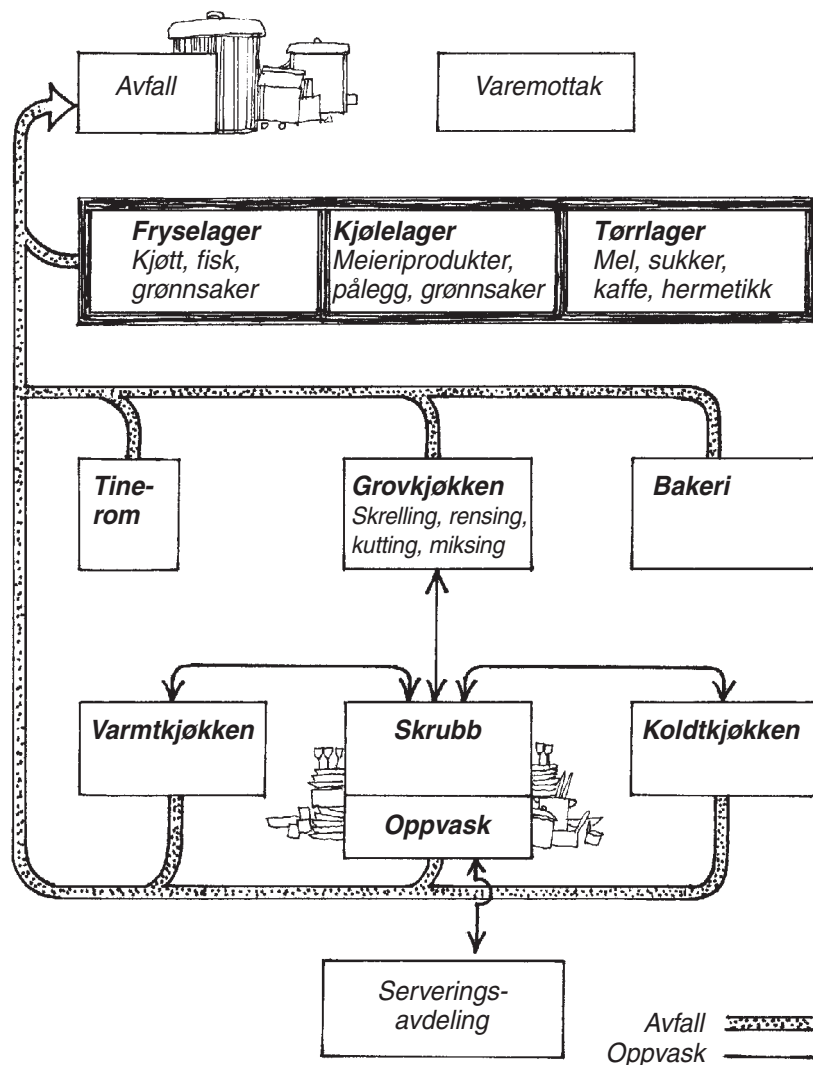 Avfall
Varemottak
Fryselager
Kjøtt, fisk,
grønnsaker
Kjølelager
Meieriprodukter,
pålegg, grønnsaker
Tørrlager
Mel, sukker,
kaffe, hermetikk
Tine-
rom
Grovkjøkken
Skrelling, rensing,
kutting, miksing
Bakeri
Varmtkjøkken
Skrubb
Koldtkjøkken
Oppvask
Serverings-
avdeling
Avfall
Oppvask